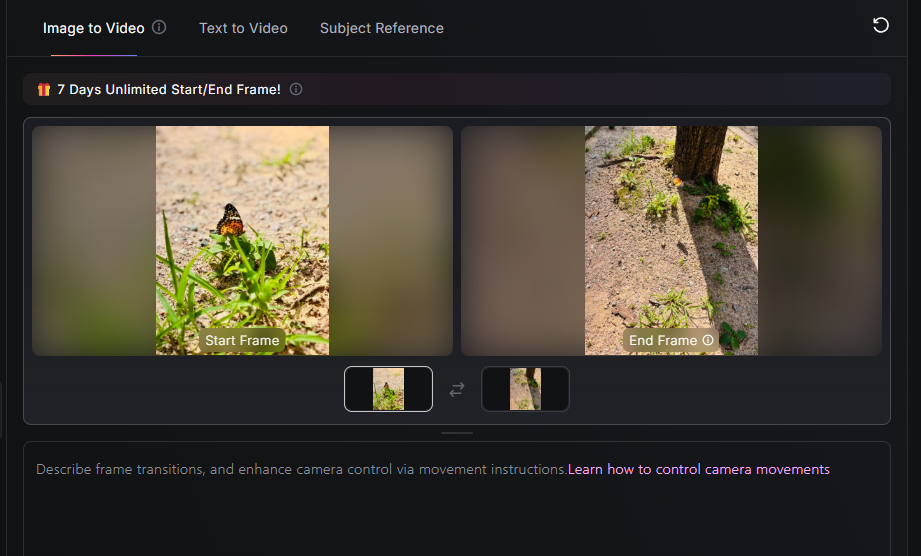 Image to Video Text to Video Subject Reference
7 Days Unlimited Start/End Frame!
Start Frame End Frame
Describe frame transitions, and enhance camera control via movement instructions.Learn how to control camera movements